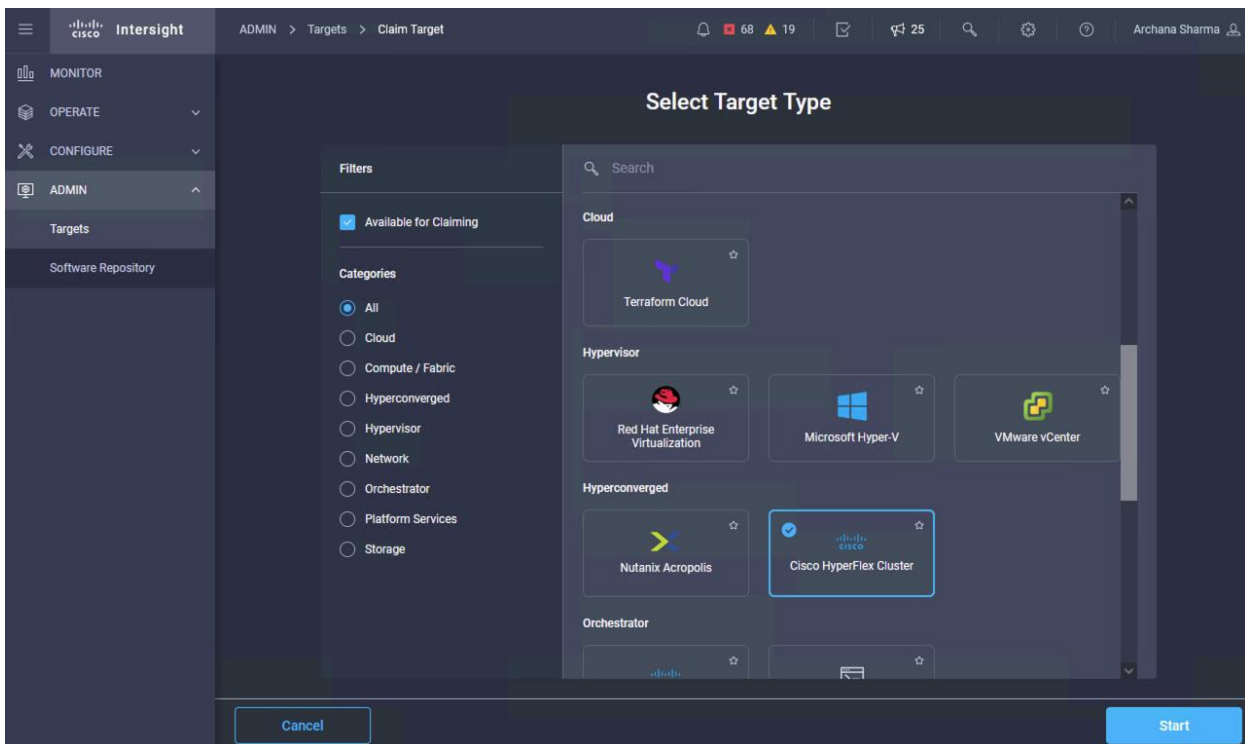 cisco Intersight
ADMIN > Targets > Claim Target
68 19
25
Archana Sharma
MONITOR
OPERATE
CONFIGURE
ADMIN
Targets
Software Repository
Select Target Type
Filters
Available for Claiming
Categories
All
Cloud
Compute / Fabric
Hyperconverged
Hypervisor
Network
Orchestrator
Platform Services
Storage
Search
Cloud
Terraform Cloud
Hypervisor
Red Hat Enterprise
Virtualization
Microsoft Hyper-V
VMware vCenter
Hyperconverged
Nutanix Acropolis
cisco
Cisco HyperFlex Cluster
Orchestrator
Cancel
Start